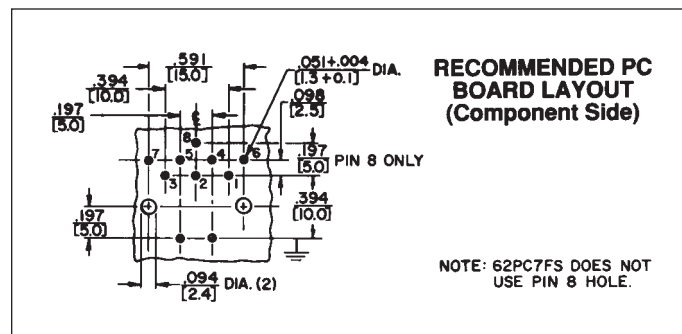 .591
[15.0]
.051+.004 DIA.
[1.3+0.1]
RECOMMENDED PC
BOARD LAYOUT
(Component Side)
.394
[10.0]
.098
[2.5]
.197
[5.0]
8
7 5 4 6
.197 PIN 8 ONLY
[5.0]
3 2 1
.394
[10.0]
.197
[5.0]
.094 DIA. (2)
[2.4]
NOTE: 62PC7FS DOES NOT
USE PIN 8 HOLE.